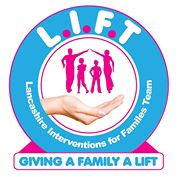 L.I.F.T
Lancashire Interventions for Families Team
GIVING A FAMILY A LIFT